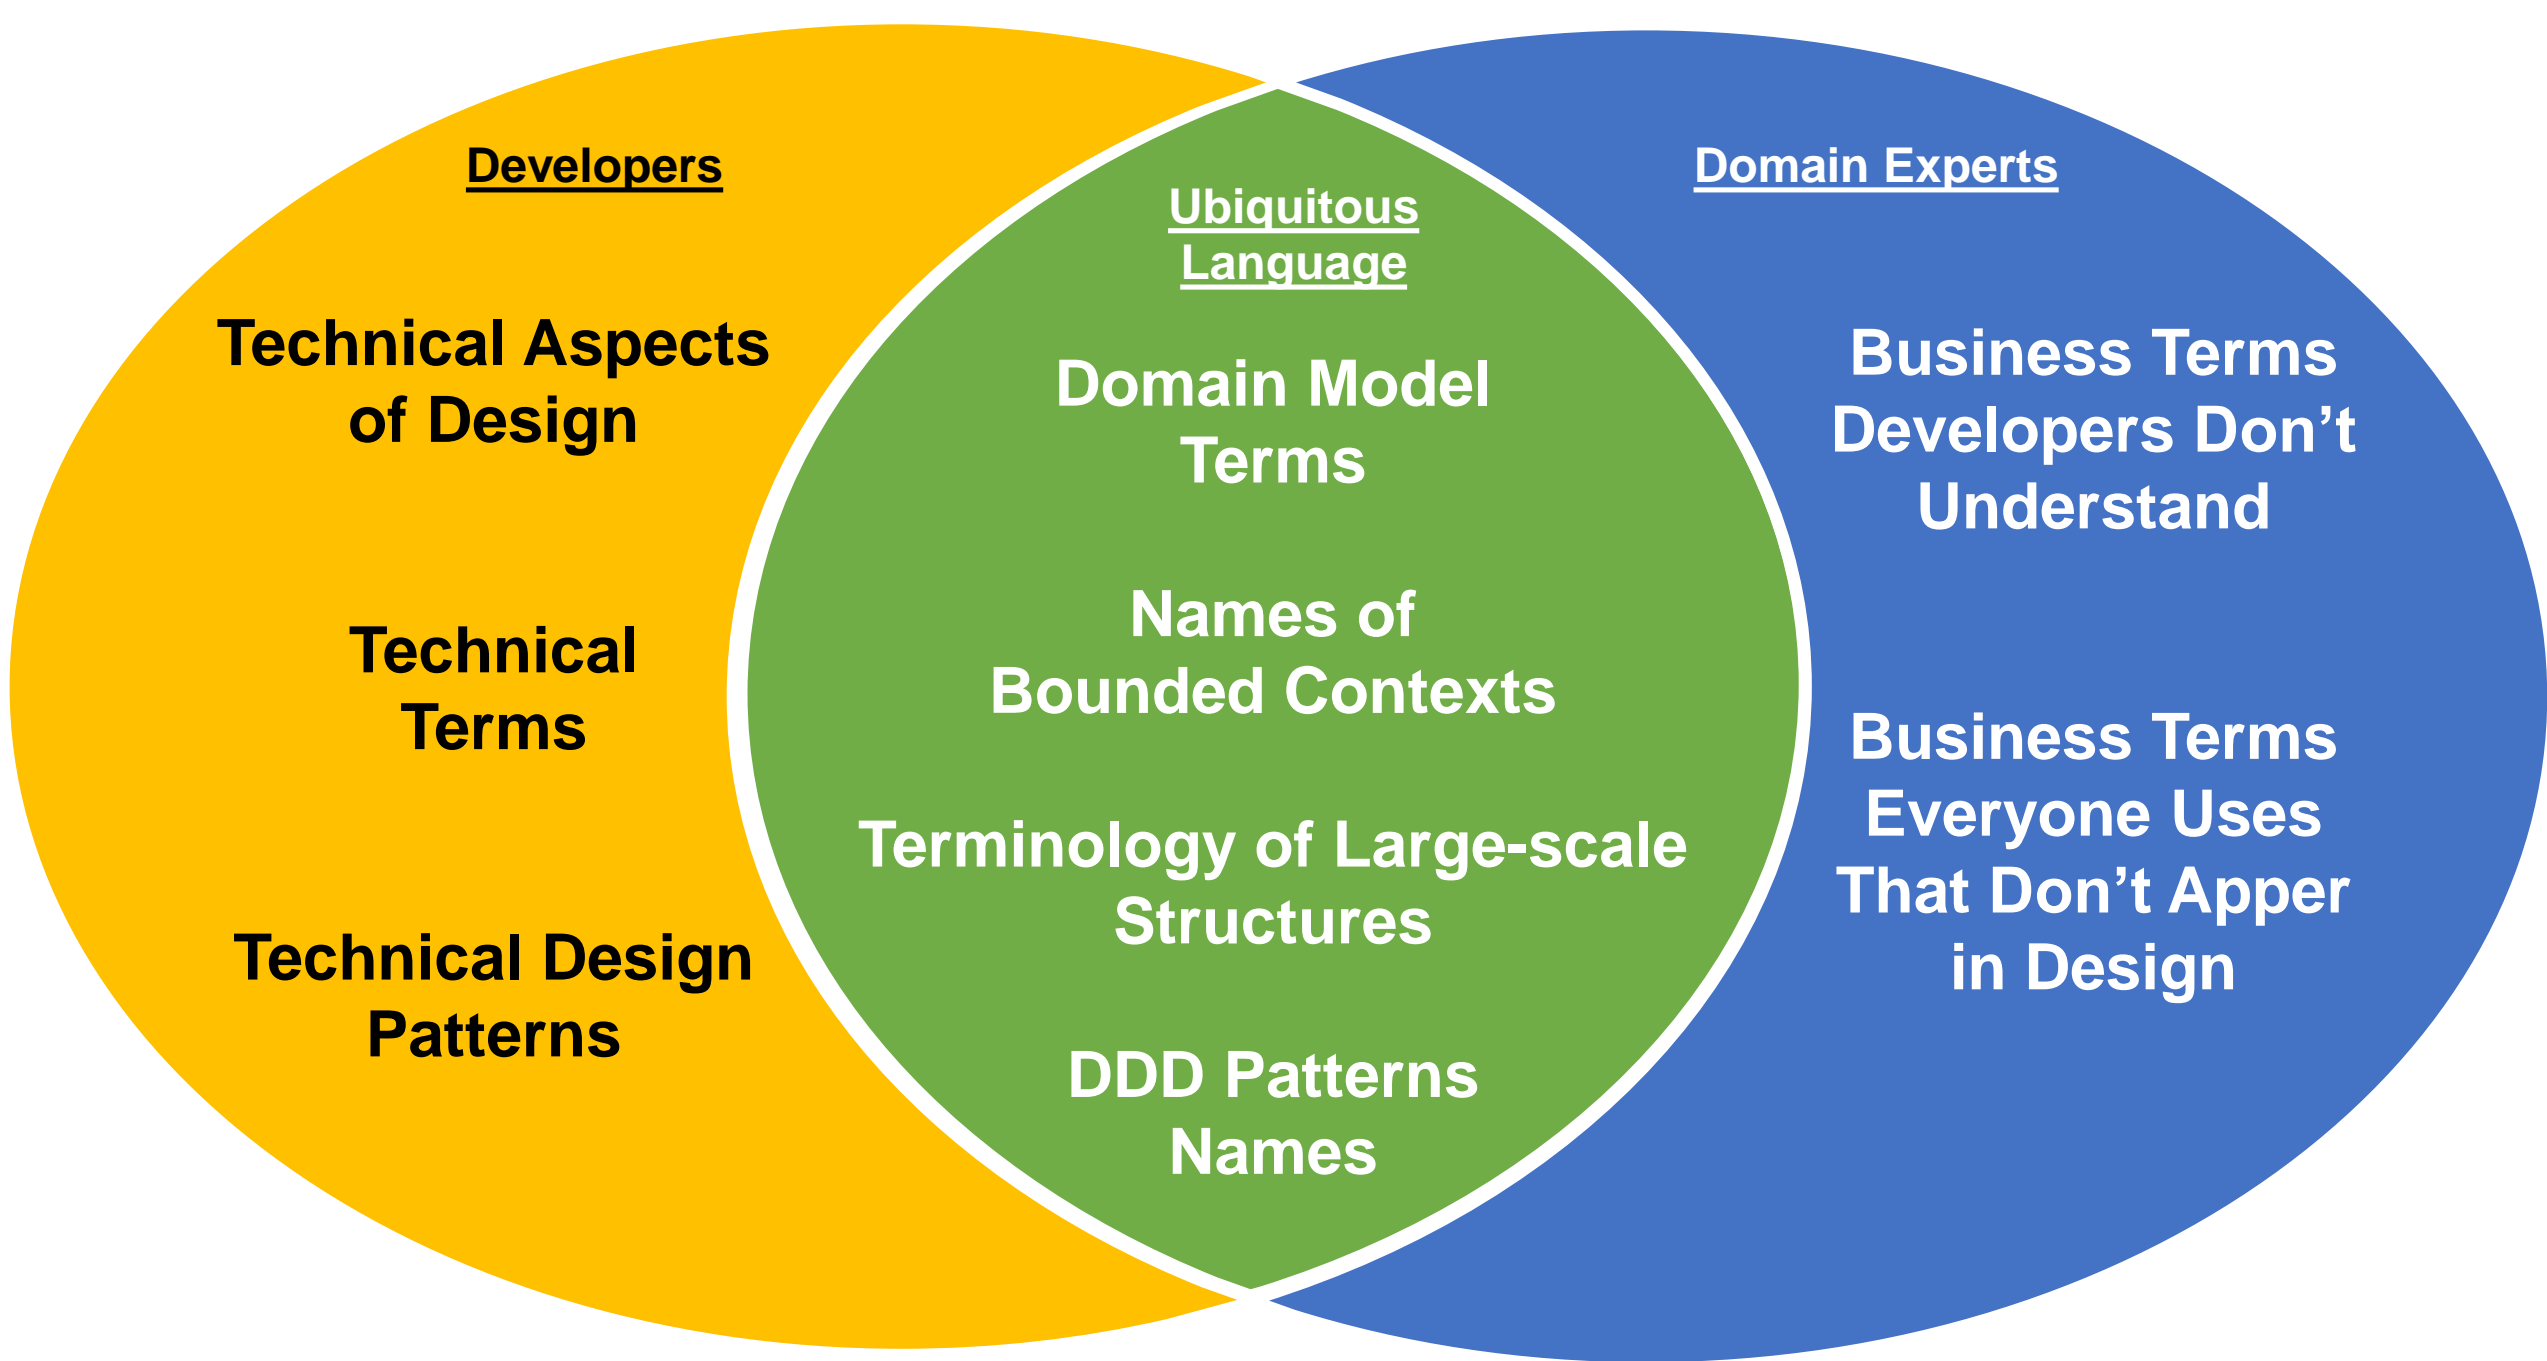 Developers
Technical Aspects
of Design
Technical
Terms
Technical Design
Patterns
Ubiquitous
Language
Domain Model
Terms
Names of
Bounded Contexts
Terminology of Large-scale
Structures
DDD Patterns
Names
Domain Experts
Business Terms
Developers Don’t
Understand
Business Terms
Everyone Uses
That Don’t Apper
in Design